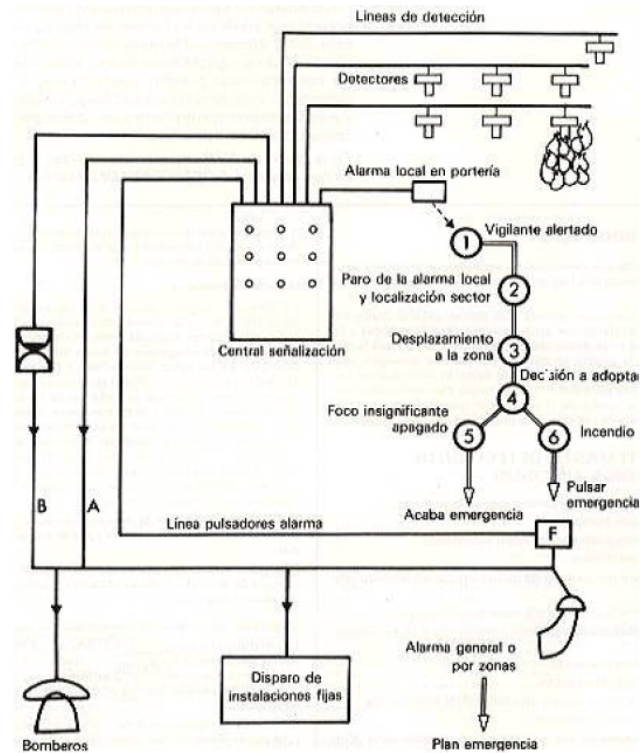 Líneas de detección
Detectores
Alarma local en portería
1
Vigilante alertado
Paro de la alarma local
y localización sector
2
Central señalización
Desplazamiento
a la zona
3
Decisión a adoptar
4
Foco insignificante
apagado
5
6
Incendio
Pulsar
emergencia
Acaba emergencia
B
A
Línea pulsadores alarma
F
Alarma general o
por zonas
Disparo de
instalaciones fijas
Bomberos
Plan emergencia